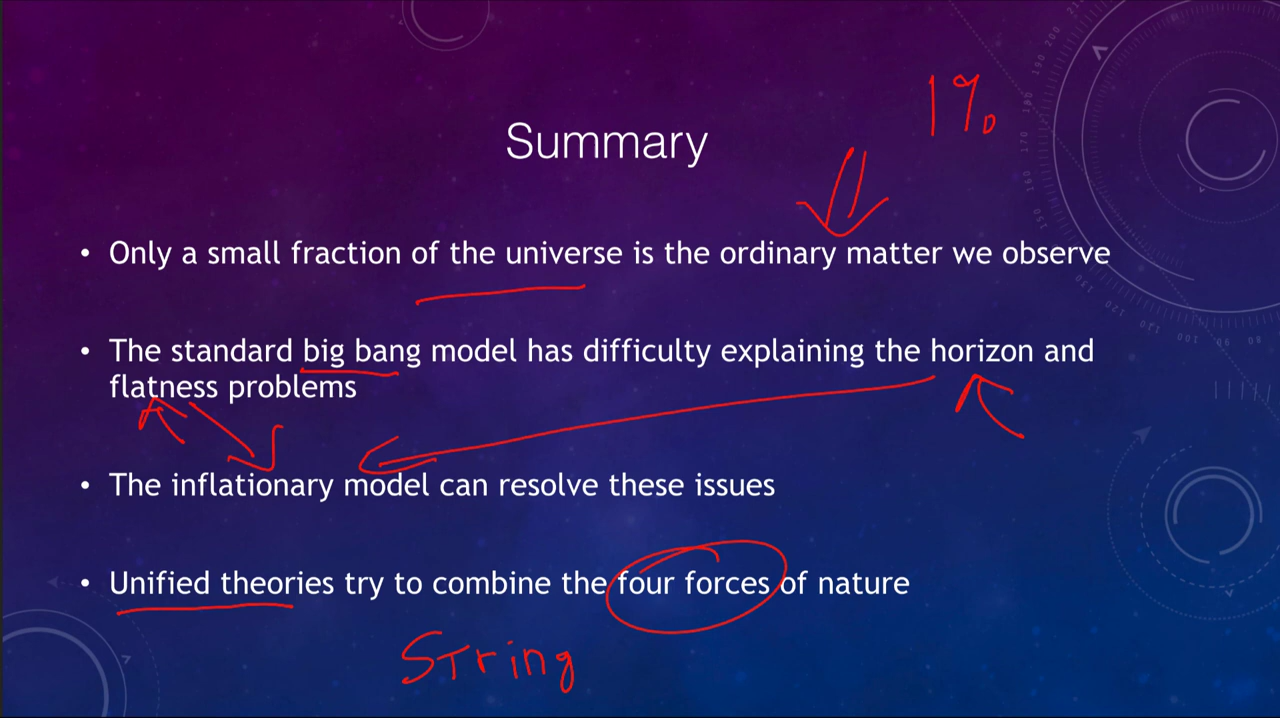 1%
Summary
• Only a small fraction of the universe is the ordinary matter we observe
• The standard big bang model has difficulty explaining the horizon and
flatness problems
• The inflationary model can resolve these issues
• Unified theories try to combine the four forces of nature
String